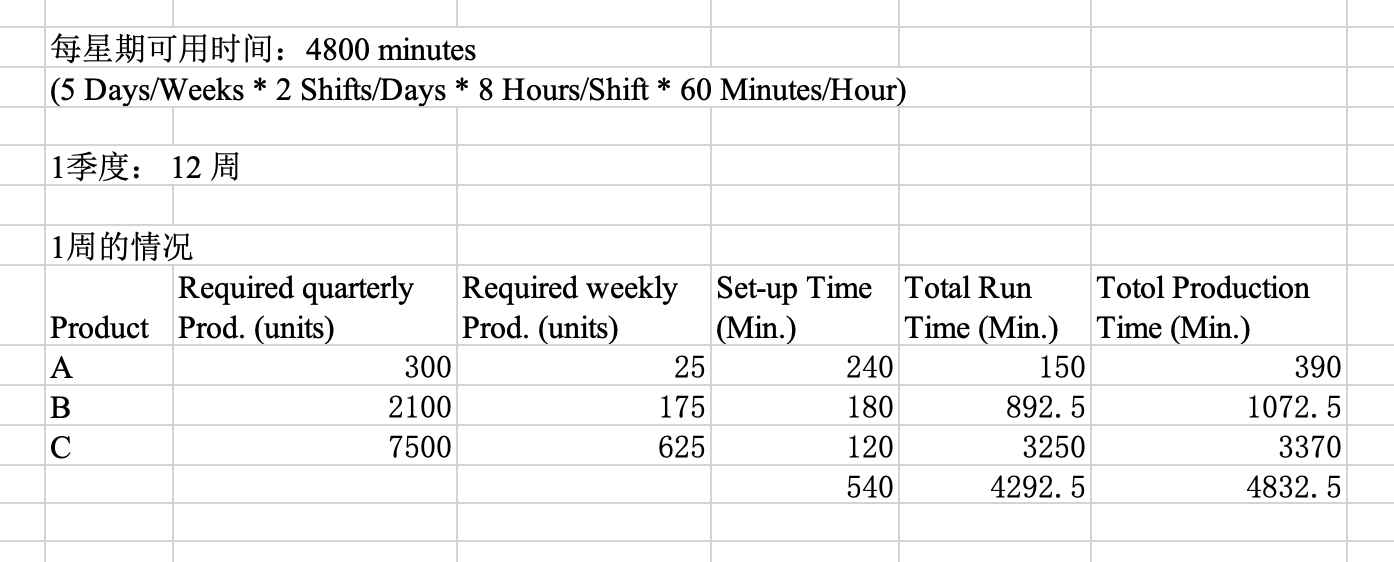 每星期可用时间：4800 minutes
(5 Days/Weeks * 2 Shifts/Days * 8 Hours/Shift * 60 Minutes/Hour)
1季度： 12 周
1周的情况
Product Required quarterly Prod. (units) Required weekly Prod. (units) Set-up Time (Min.) Total Run Time (Min.) Totol Production Time (Min.)
A 300 25 240 150 390
B 2100 175 180 892.5 1072.5
C 7500 625 120 3250 3370
540 4292.5 4832.5